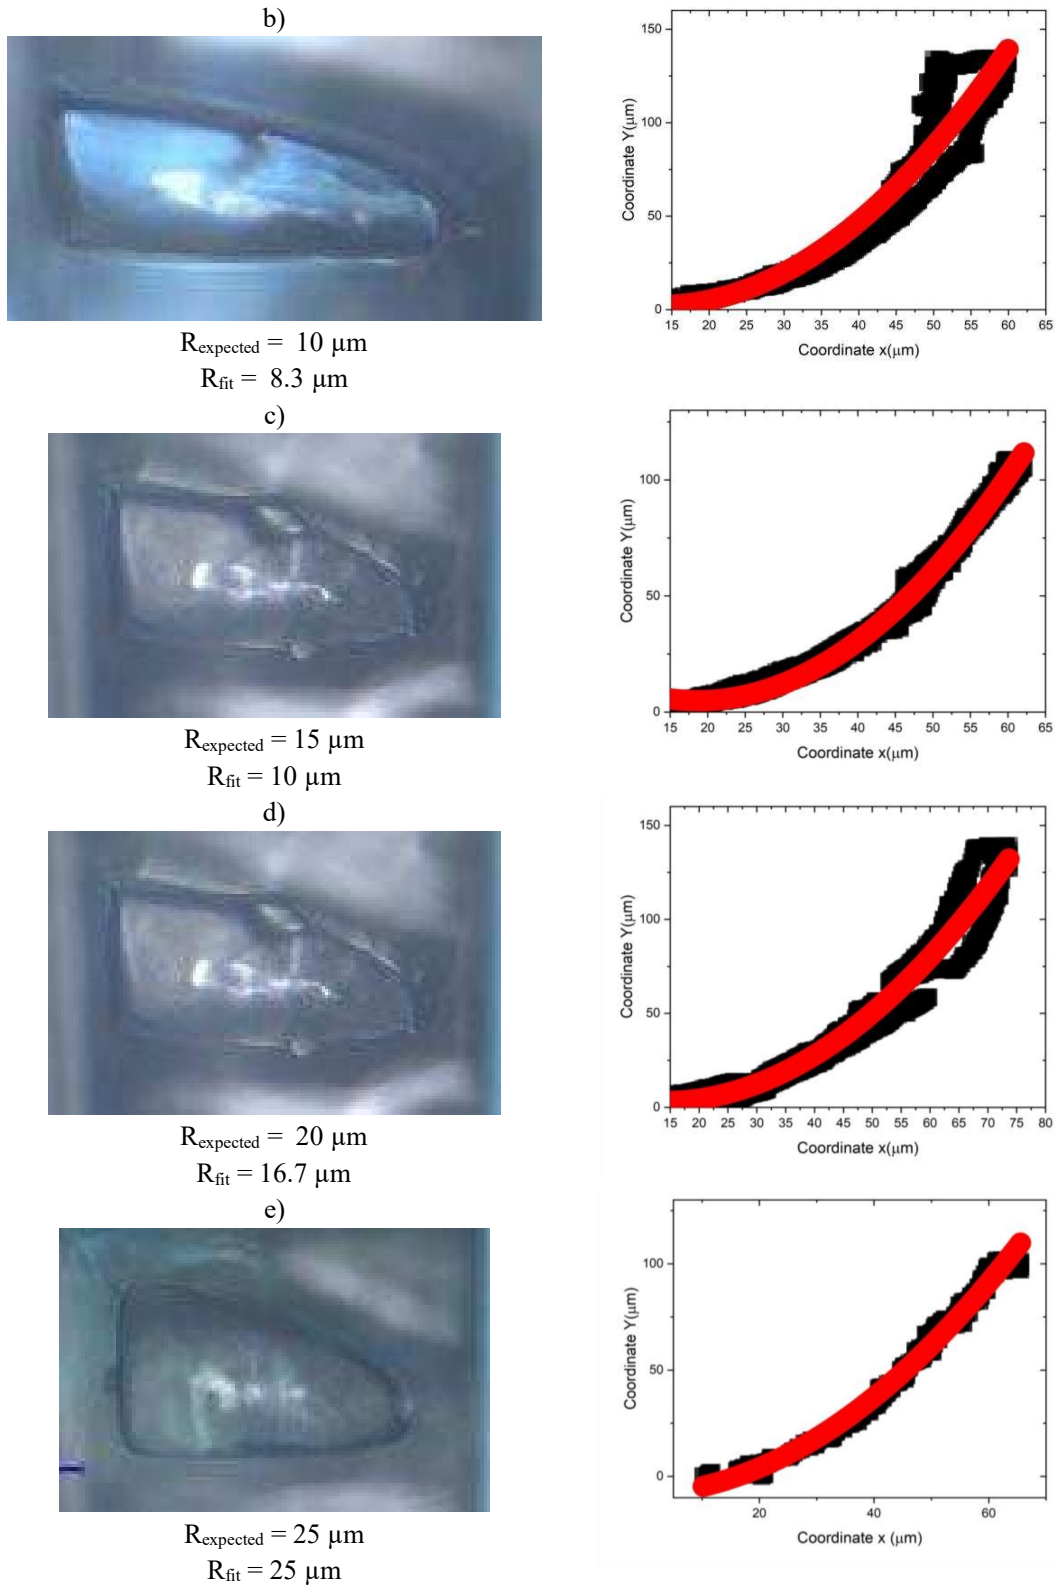 b)
150
100
50
0
Coordinate Y(μm)
15 20 25 30 35 40 45 50 55 60 65
Coordinate x(μm)
Rexpected = 10 µm
Rfit = 8.3 µm
c)
100
50
0
Coordinate Y(μm)
15 20 25 30 35 40 45 50 55 60 65
Coordinate x(μm)
Rexpected = 15 µm
Rfit = 10 µm
d)
150
100
50
0
Coordinate Y(μm)
15 20 25 30 35 40 45 50 55 60 65 70 75 80
Coordinate x(μm)
Rexpected = 20 µm
Rfit = 16.7 µm
e)
100
50
0
Coordinate Y(μm)
20 40 60
Coordinate x (μm)
Rexpected = 25 µm
Rfit = 25 µm